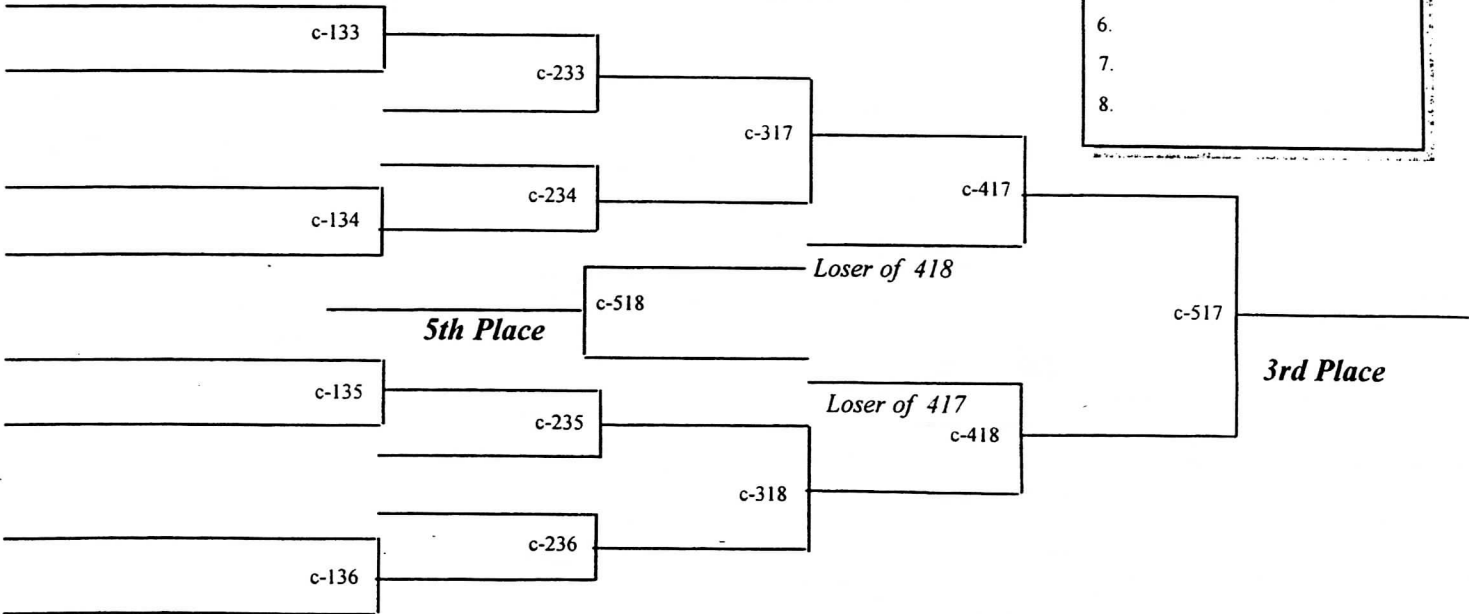 6.
7.
8.
c-133
c-233
c-317
c-417
c-234
c-134
Loser of 418
c-518
5th Place
c-517
3rd Place
c-135
Loser of 417
c-235
c-418
c-318
c-236
c-136